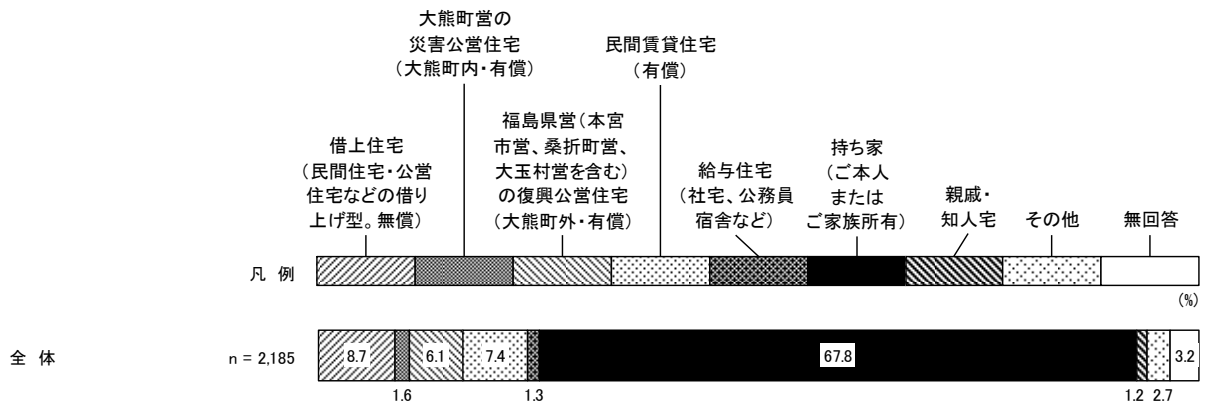 大熊町営の
災害公営住宅
(大熊町内・有償)
民間賃貸住宅
(有償)
借上住宅
(民間住宅・公営
住宅などの借り
上げ型。無償)
福島県営(本宮
市営、桑折町営、
大玉村営を含む)
の復興公営住宅
(大熊町外・有償)
給与住宅
(社宅、公務員
宿舎など)
持ち家
(ご本人
または
ご家族所有)
親戚・
知人宅
その他
無回答
凡 例
(%)
全 体 n = 2,185 8.7 6.1 7.4 67.8 3.2
1.6 1.3 1.2 2.7